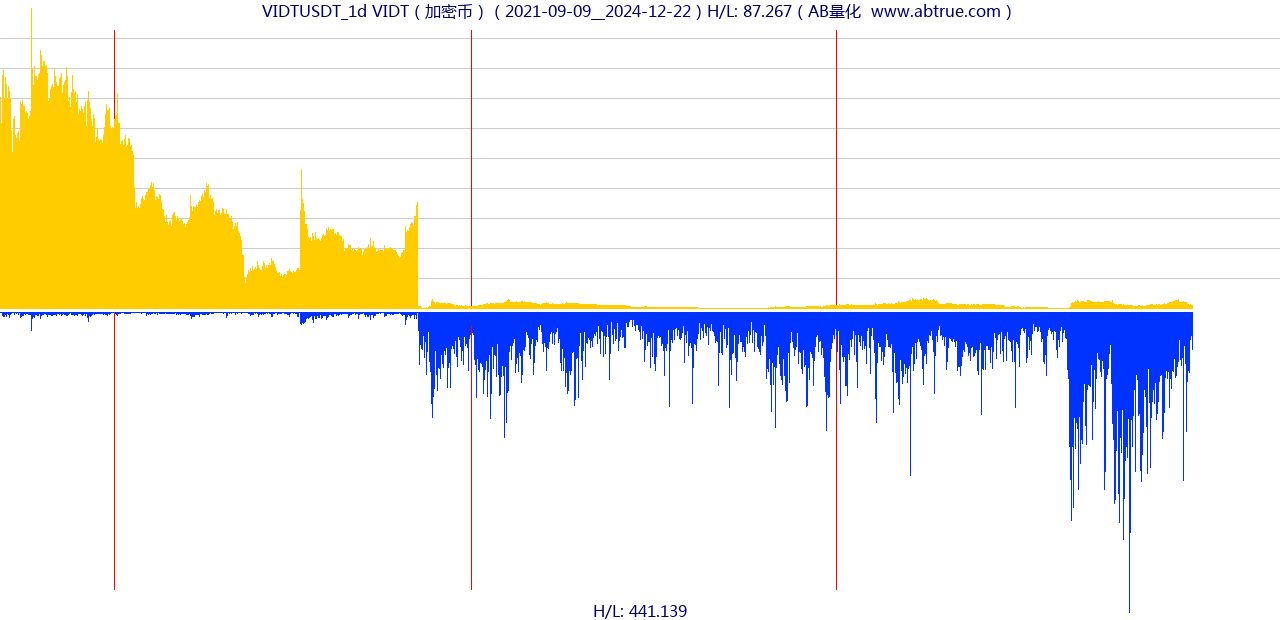 VIDTUSDT_1d VIDT ( 加密币 ) ( 2021-09-09__2024-12-22 ) H/L: 87.267 ( AB量化 www.abtrue.com )
H/L: 441.139